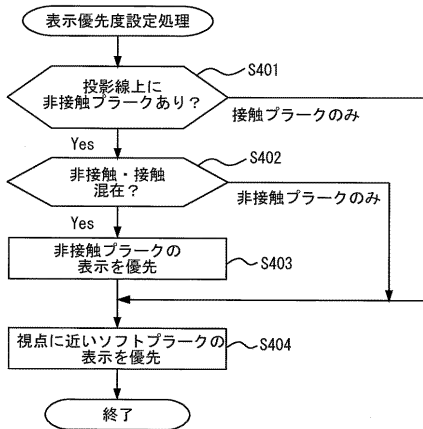 表示優先度設定処理
投影線上に
非接触プラークあり？
S401
接触プラークのみ
Yes
非接触・接触
混在？
S402
非接触プラークのみ
Yes
非接触プラークの
表示を優先
S403
視点に近いソフトプラークの
表示を優先
S404
終了